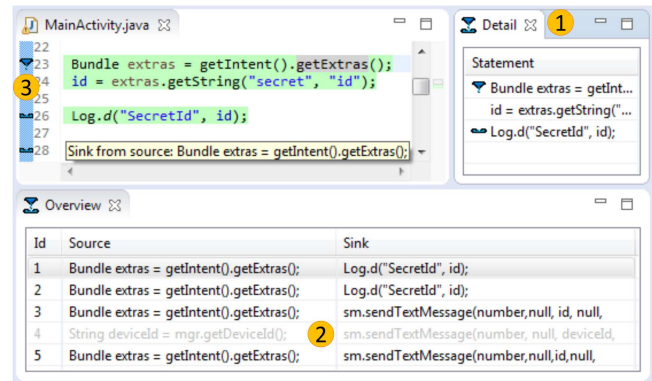 MainActivity.java
Detail
1
22
23 Bundle extras = getIntent().getExtras();
24 id = extras.getString("secret", "id");
3
25
26 Log.d("SecretId", id);
27
28 Sink from source: Bundle extras = getIntent().getExtras();
Statement
Bundle extras = getInt...
id = extras.getString("...
Log.d("SecretId", id);
Overview
Id Source Sink
1 Bundle extras = getIntent().getExtras(); Log.d("SecretId", id);
2 Bundle extras = getIntent().getExtras(); Log.d("SecretId", id);
3 Bundle extras = getIntent().getExtras(); sm.sendTextMessage(number,null, id, null,
4 String deviceId = mgr.getDeviceId(); 2 sm.sendTextMessage(number, null, deviceId,
5 Bundle extras = getIntent().getExtras(); sm.sendTextMessage(number,null,id,null,